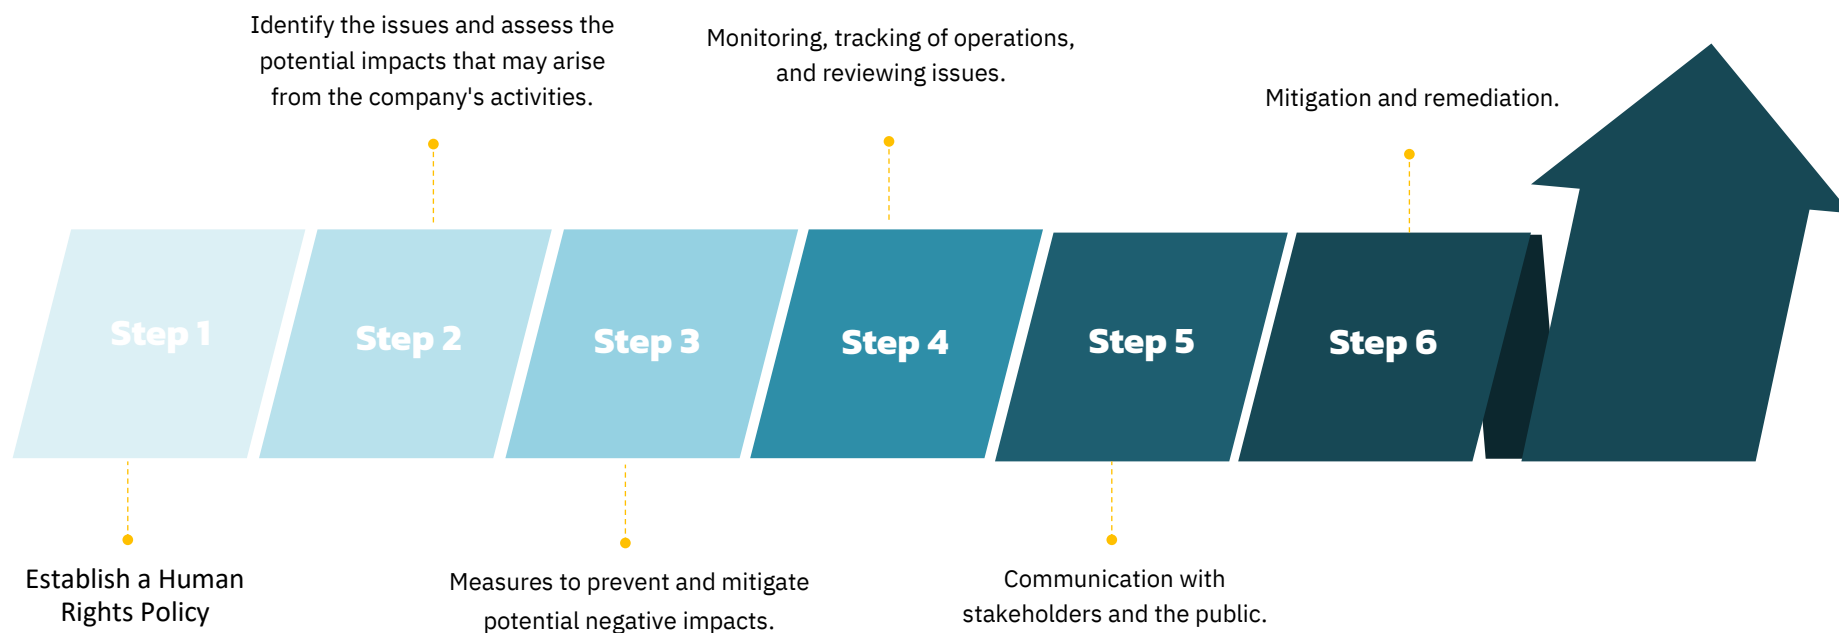 Identify the issues and assess the
potential impacts that may arise
from the company's activities.
Monitoring, tracking of operations,
and reviewing issues.
Mitigation and remediation.
Step 1
Step 2
Step 3
Step 4
Step 5
Step 6
Establish a Human
Rights Policy
Measures to prevent and mitigate
potential negative impacts.
Communication with
stakeholders and the public.